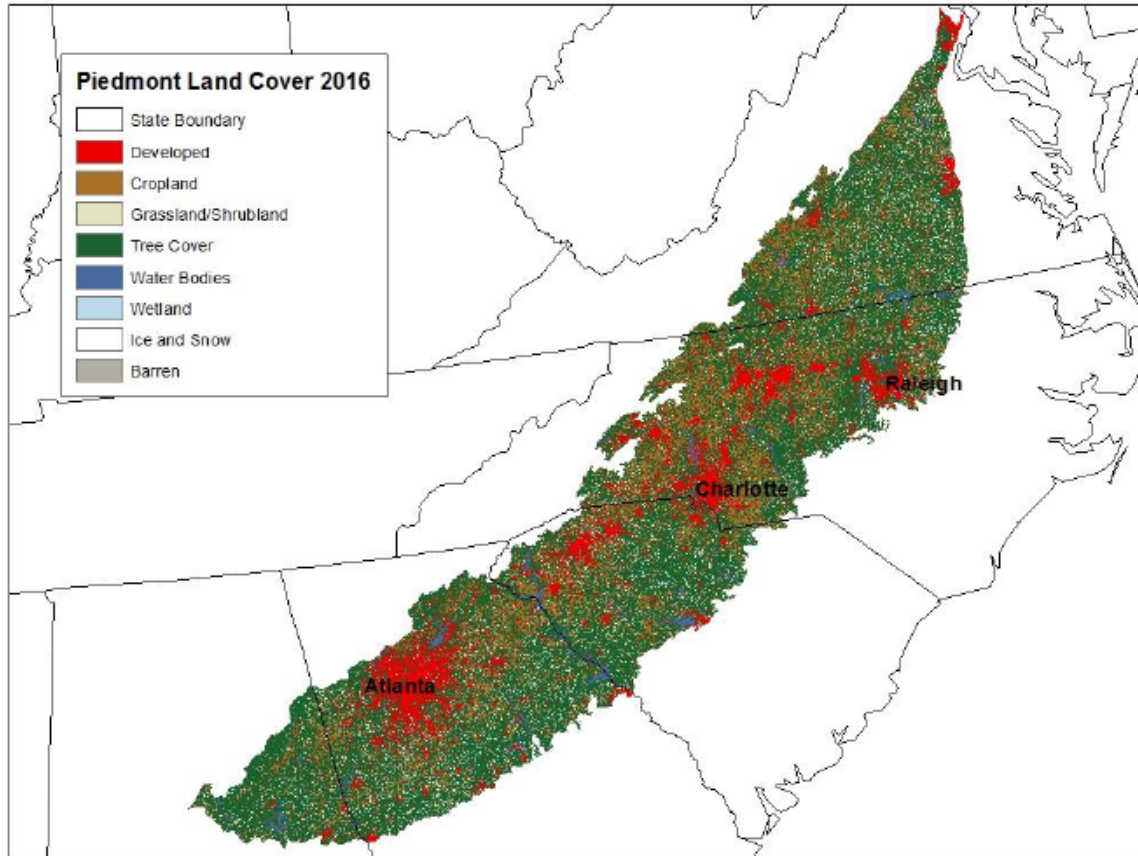 Piedmont Land Cover 2016
State Boundary
Developed
Cropland
Grassland/Shrubland
Tree Cover
Water Bodies
Wetland
Ice and Snow
Barren
Raleigh
Charlotte
Atlanta